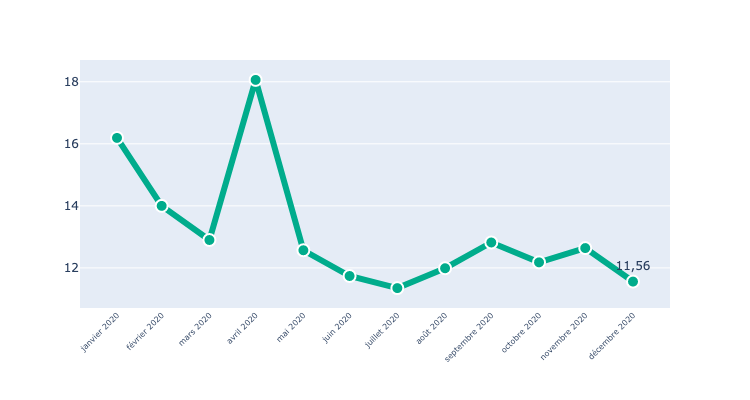 18
16
14
12
11,56
janvier 2020
février 2020
mars 2020
avril 2020
mai 2020
juin 2020
juillet 2020
août 2020
septembre 2020
octobre 2020
novembre 2020
décembre 2020